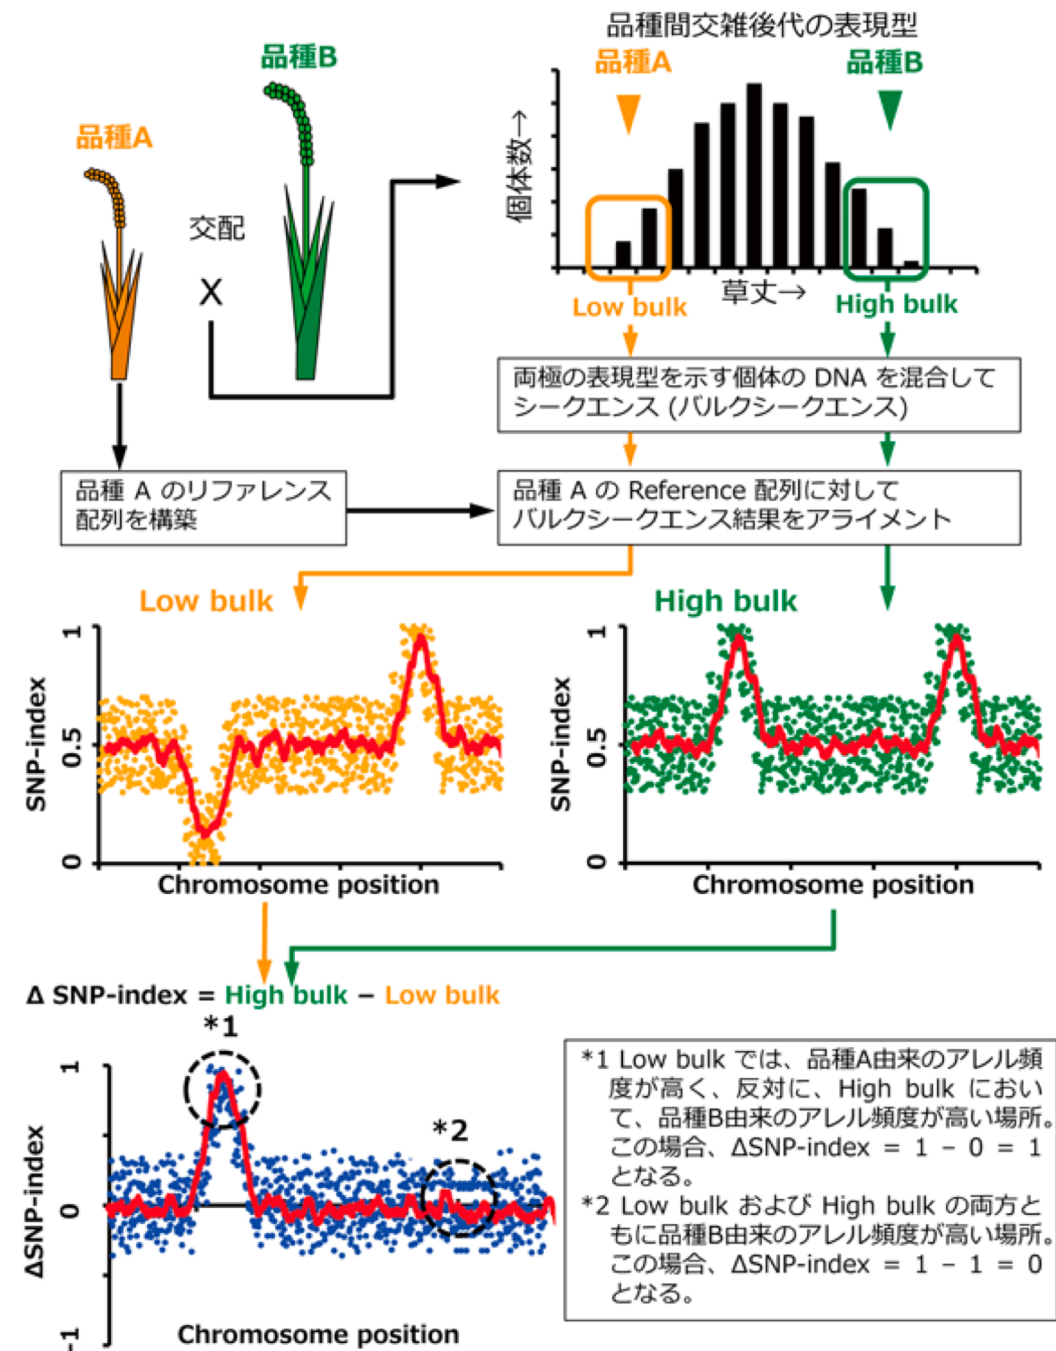 品種間交雑後代の表現型
品種A
品種B
品種B
品種A
交配
X
個体数→
草丈→
Low bulk
High bulk
両極の表現型を示す個体の DNA を混合して
シークエンス (バルクシークエンス)
品種 A のリファレンス
配列を構築
品種 A の Reference 配列に対して
バルクシークエンス結果をアライメント
Low bulk
SNP-index
1
0.5
0
Chromosome position
High bulk
SNP-index
1
0.5
0
Chromosome position
Δ SNP-index = High bulk – Low bulk
*1
*2
ΔSNP-index
1
0
−1
Chromosome position
*1 Low bulk では、品種A由来のアレル頻
度が高く、反対に、High bulk におい
て、品種B由来のアレル頻度が高い場所。
この場合、ΔSNP-index = 1 – 0 = 1
となる。
*2 Low bulk および High bulk の両方と
もに品種B由来のアレル頻度が高い場所。
この場合、ΔSNP-index = 1 – 1 = 0
となる。